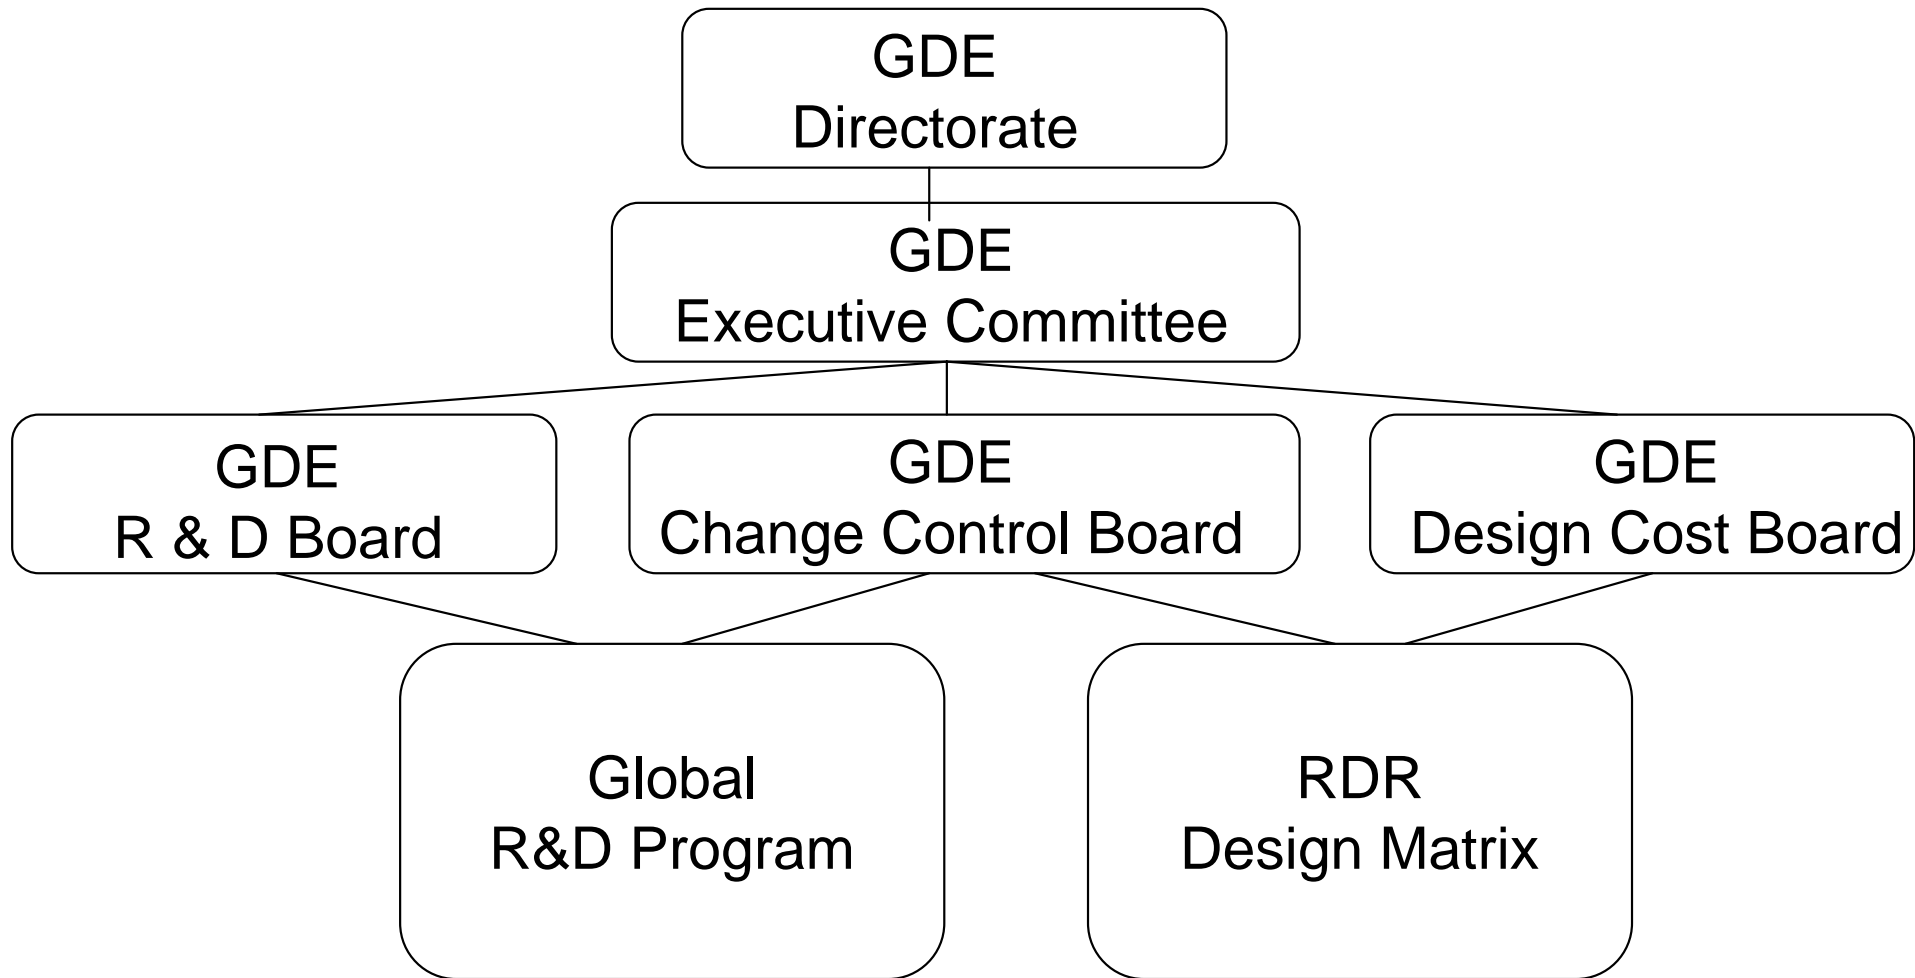 GDE
Directorate
GDE
Executive Committee
GDE
R & D Board
GDE
Change Control Board
GDE
Design Cost Board
Global
R&D Program
RDR
Design Matrix